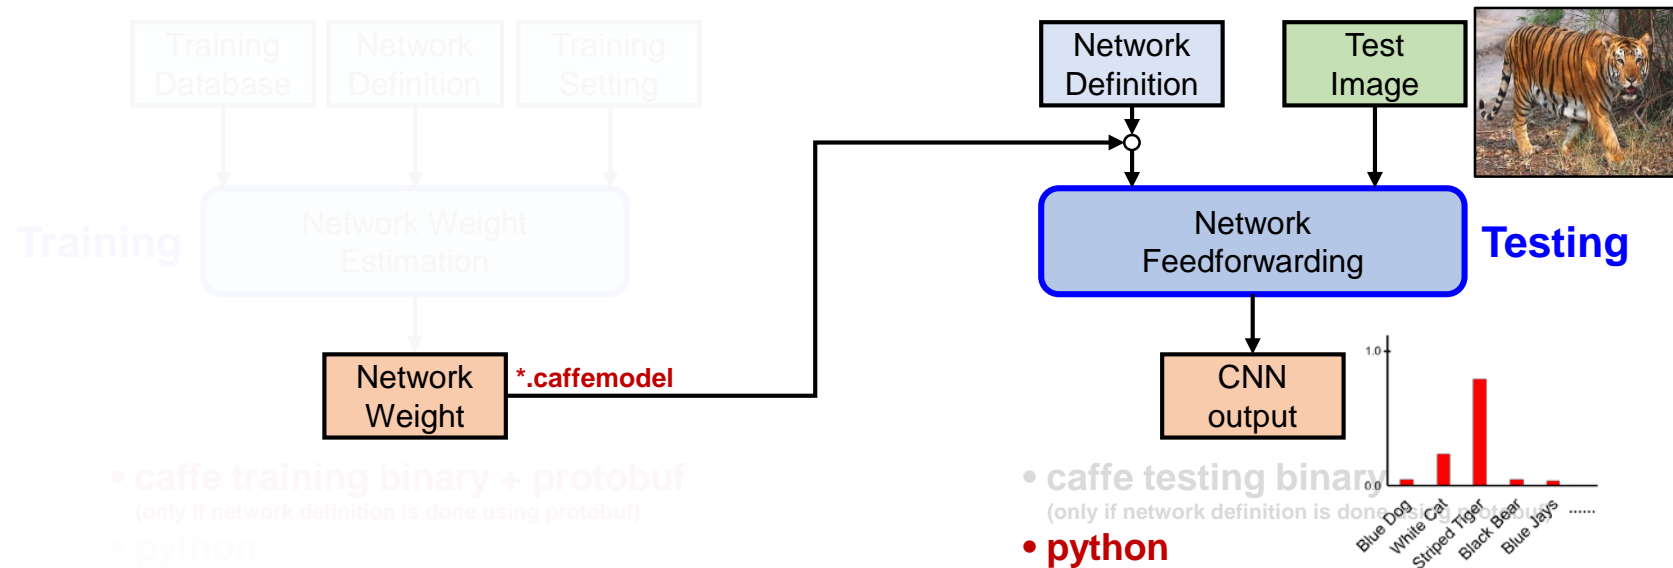 Training
Database
Network
Definition
Training
Setting
Network Weight
Estimation
Training
Network
Weight
*.caffemodel
• caffe training binary + protobuf
(only if network definition is done using protobuf)
• python
Network
Definition
Test
Image
Network
Feedforwarding
Testing
CNN
output
1.0
0.0
Blue Dog
White Cat
Striped Tiger
Black Bear
Blue Jays
......
• caffe testing binary
(only if network definition is done using protobuf)
• python